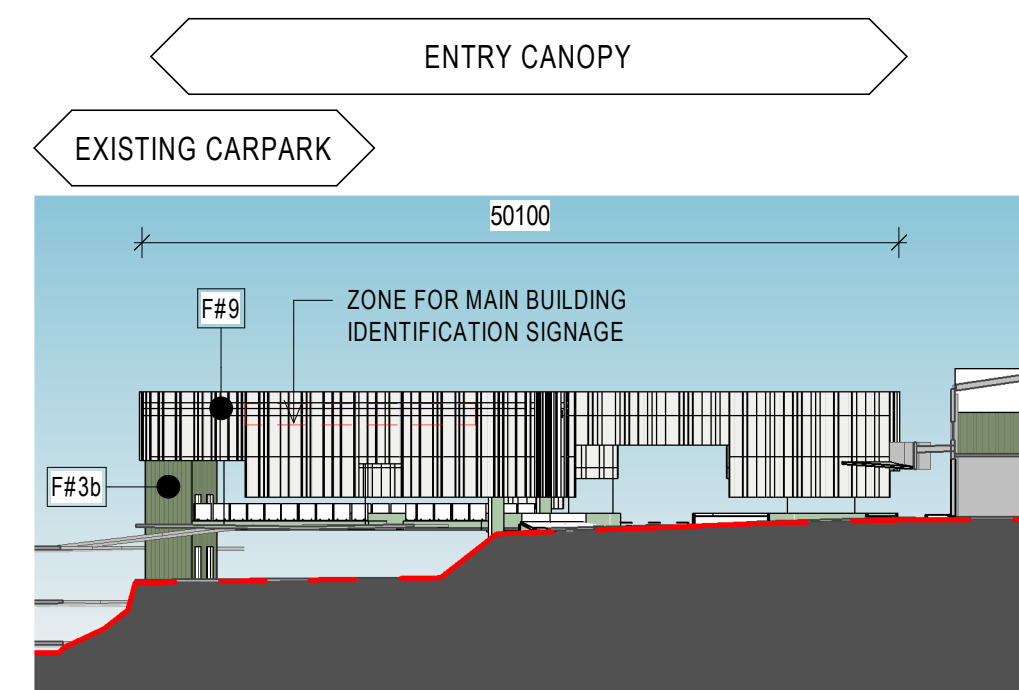 ENTRY CANOPY
EXISTING CARPARK
50100
F#9
ZONE FOR MAIN BUILDING
IDENTIFICATION SIGNAGE
F#3b